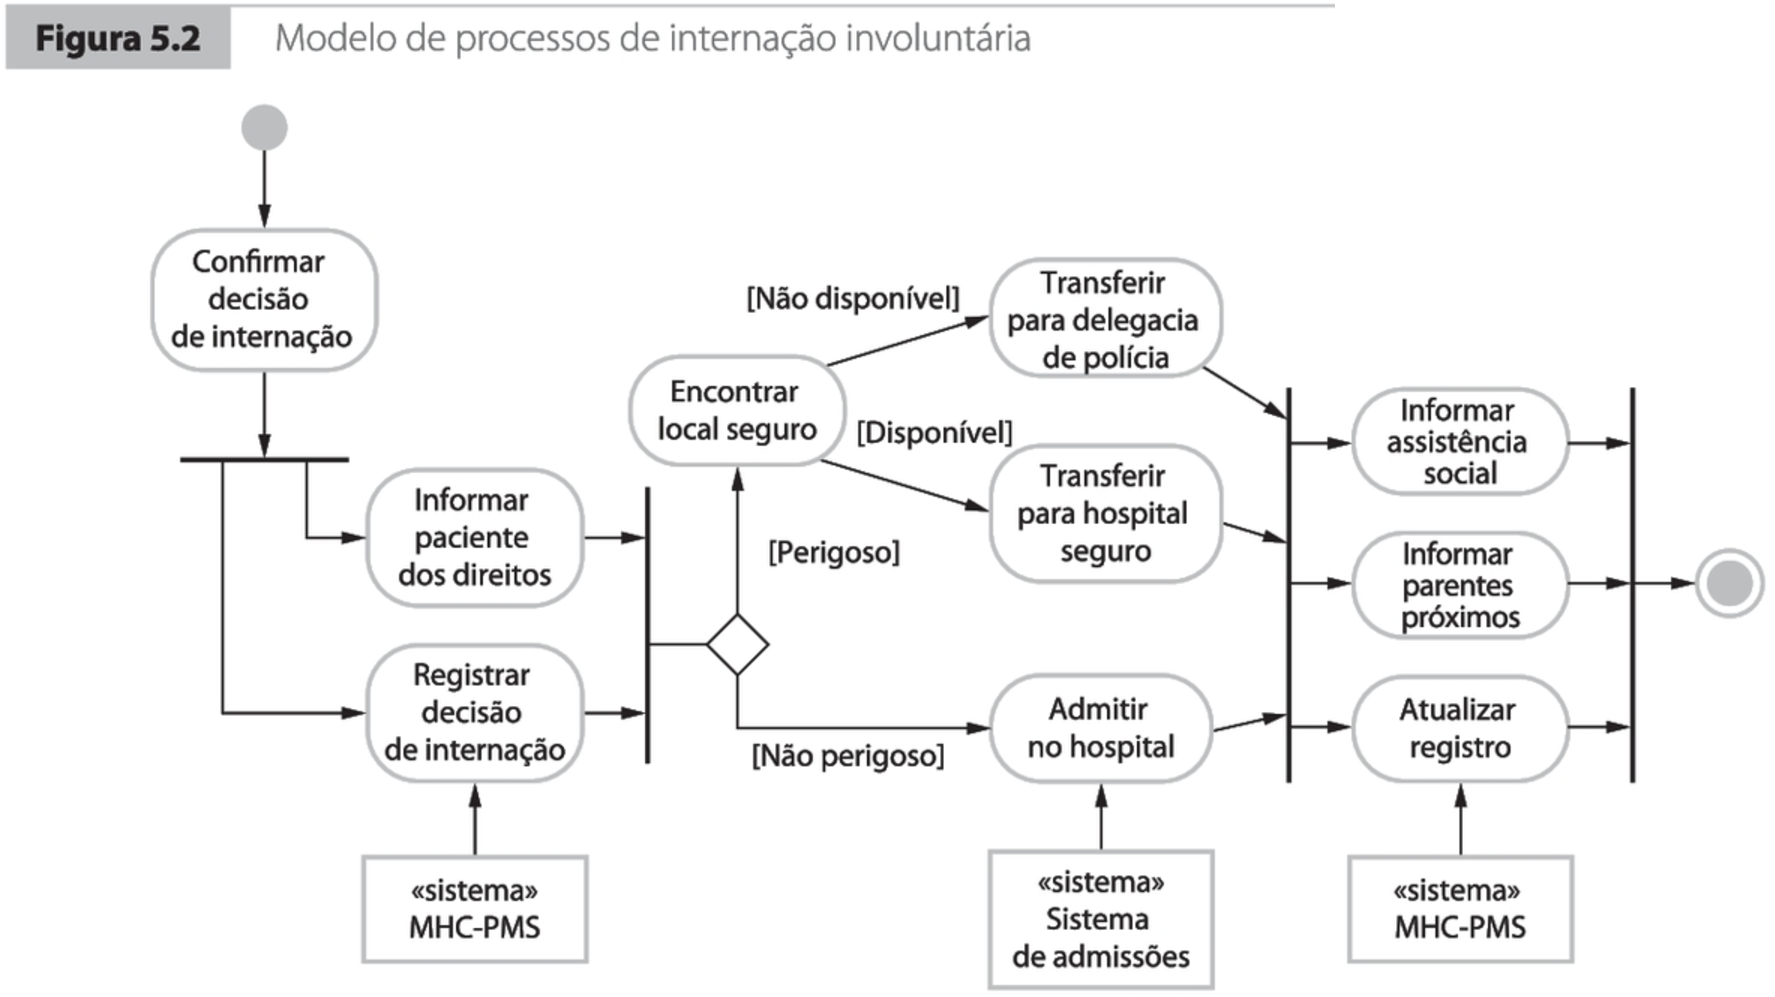 Figura 5.2
Modelo de processos de internação involuntária
Confirmar
decisão
de internação
Informar
paciente
dos direitos
Registrar
decisão
de internação
«sistema»
MHC-PMS
Encontrar
local seguro
[Perigoso]
[Não perigoso]
[Não disponível]
[Disponível]
Transferir
para delegacia
de polícia
Transferir
para hospital
seguro
Admitir
no hospital
«sistema»
Sistema
de admissões
Informar
assistência
social
Informar
parentes
próximos
Atualizar
registro
«sistema»
MHC-PMS